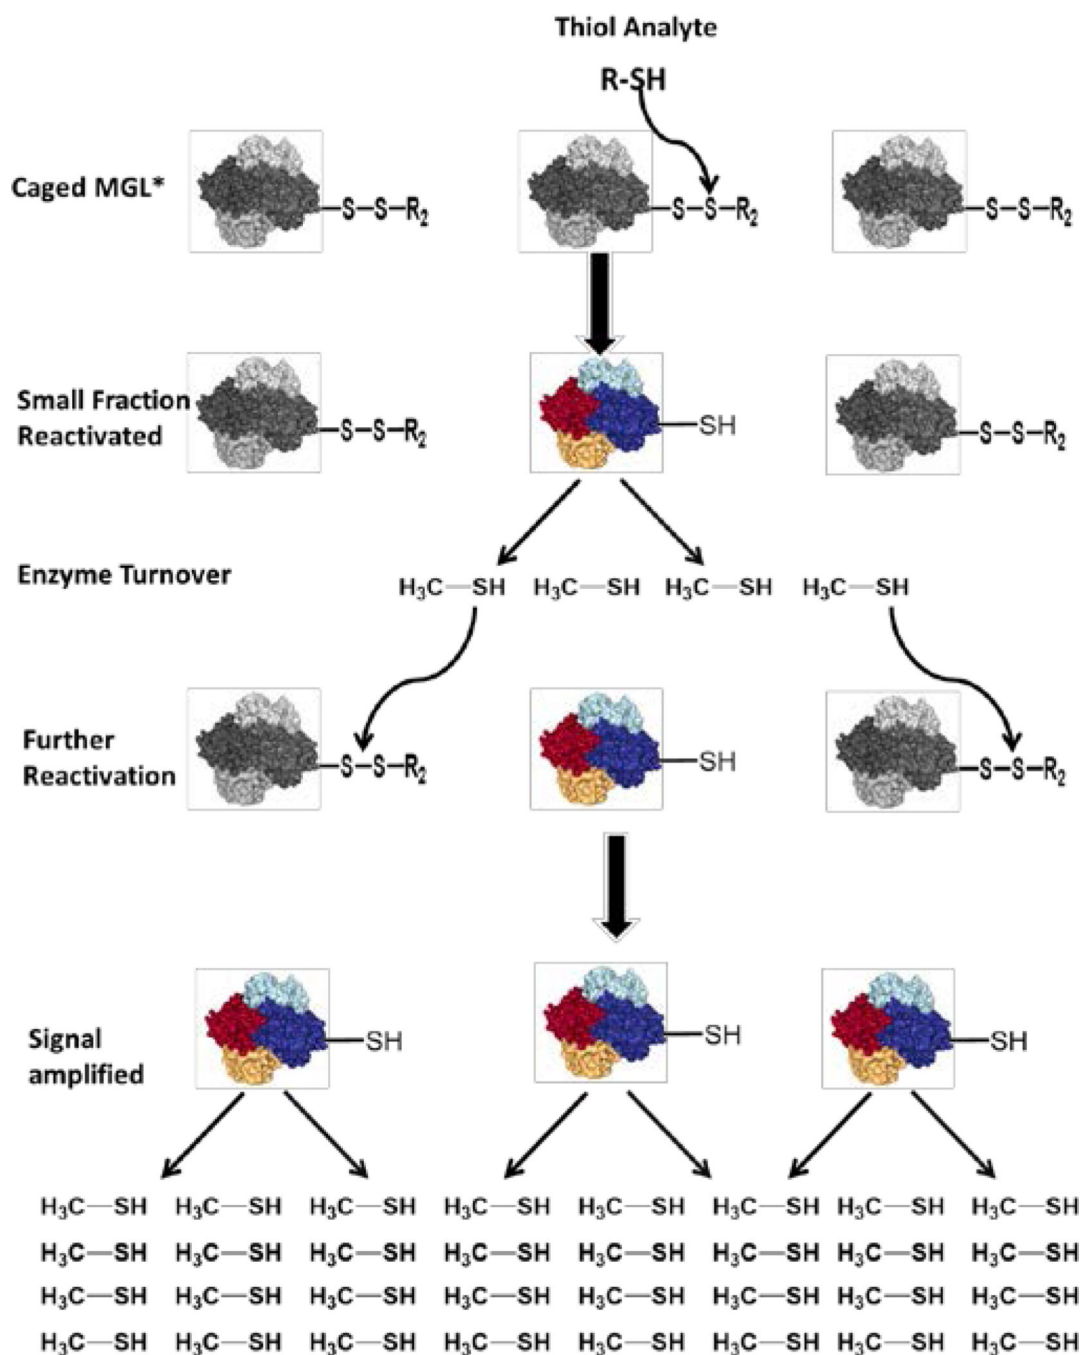 Thiol Analyte
R-SH
Caged MGL*
S–S–R₂ S–S–R₂ S–S–R₂
Small Fraction
Reactivated
S–S–R₂ SH S–S–R₂
Enzyme Turnover
H₃C–SH H₃C–SH H₃C–SH H₃C–SH
Further
Reactivation
S–S–R₂ SH S–S–R₂
Signal
amplified
SH SH SH
H₃C–SH H₃C–SH H₃C–SH H₃C–SH H₃C–SH H₃C–SH H₃C–SH H₃C–SH
H₃C–SH H₃C–SH H₃C–SH H₃C–SH H₃C–SH H₃C–SH H₃C–SH H₃C–SH
H₃C–SH H₃C–SH H₃C–SH H₃C–SH H₃C–SH H₃C–SH H₃C–SH H₃C–SH
H₃C–SH H₃C–SH H₃C–SH H₃C–SH H₃C–SH H₃C–SH H₃C–SH H₃C–SH